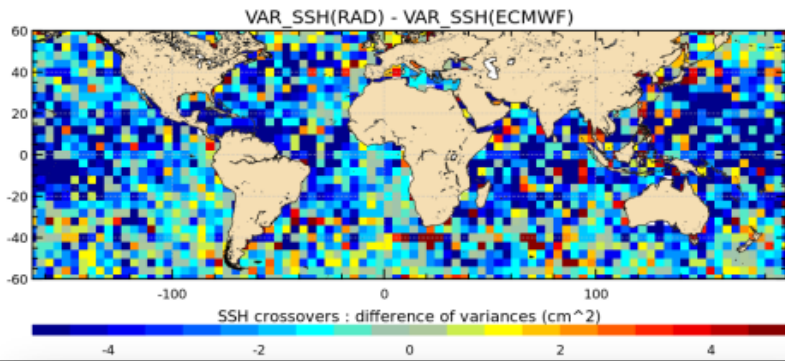 VAR_SSH(RAD) - VAR_SSH(ECMWF)
60
40
20
0
-20
-40
-60
-100 0 100
SSH crossovers : difference of variances (cm^2)
-4 -2 0 2 4